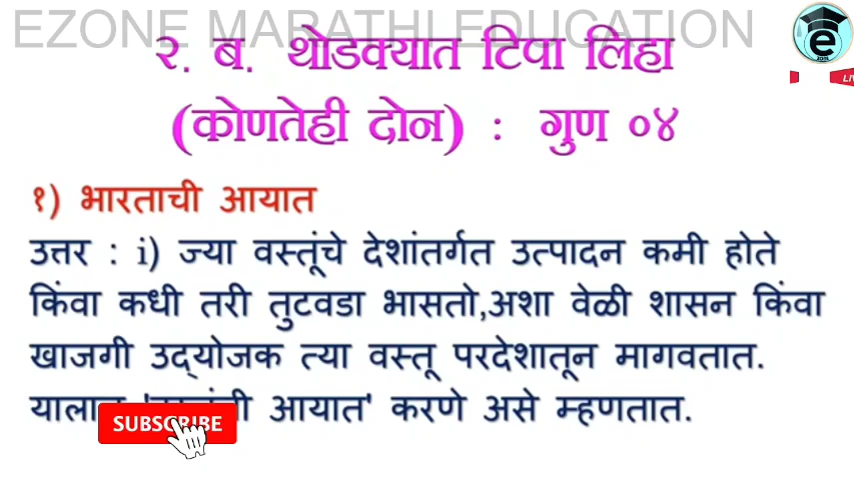 EZONE MARATHI EDUCATION
२. ब. थोडक्यात टिपा लिहा
(कोणतेही दोन) : गुण ०४
१) भारताची आयात
उत्तर : i) ज्या वस्तूंचे देशांतर्गत उत्पादन कमी होते
किंवा कधी तरी तुटवडा भासतो,अशा वेळी शासन किंवा
खाजगी उद्‌योजक त्या वस्तू परदेशातून मागवतात.
आयात' करणे असे म्हणतात.
SUBSCRIBE
e
LIV